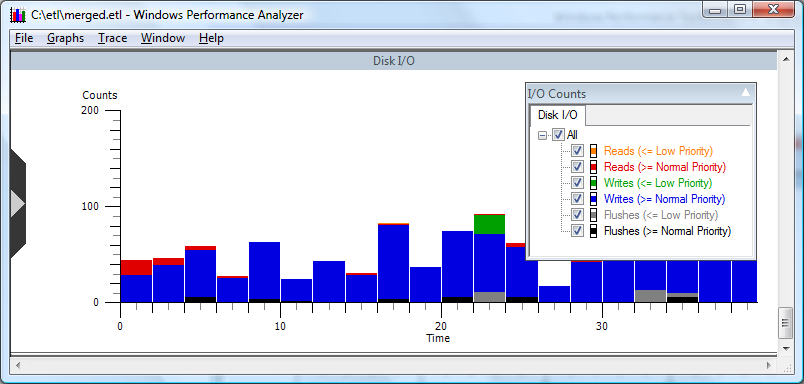 C:\etl\merged.etl - Windows Performance Analyzer
File Graphs Trace Window Help
Disk I/O
Counts
200
100
0
I/O Counts
Disk I/O
All
Reads (<= Low Priority)
Reads (>= Normal Priority)
Writes (<= Low Priority)
Writes (>= Normal Priority)
Flushes (<= Low Priority)
Flushes (>= Normal Priority)
0 10 20 30
Time